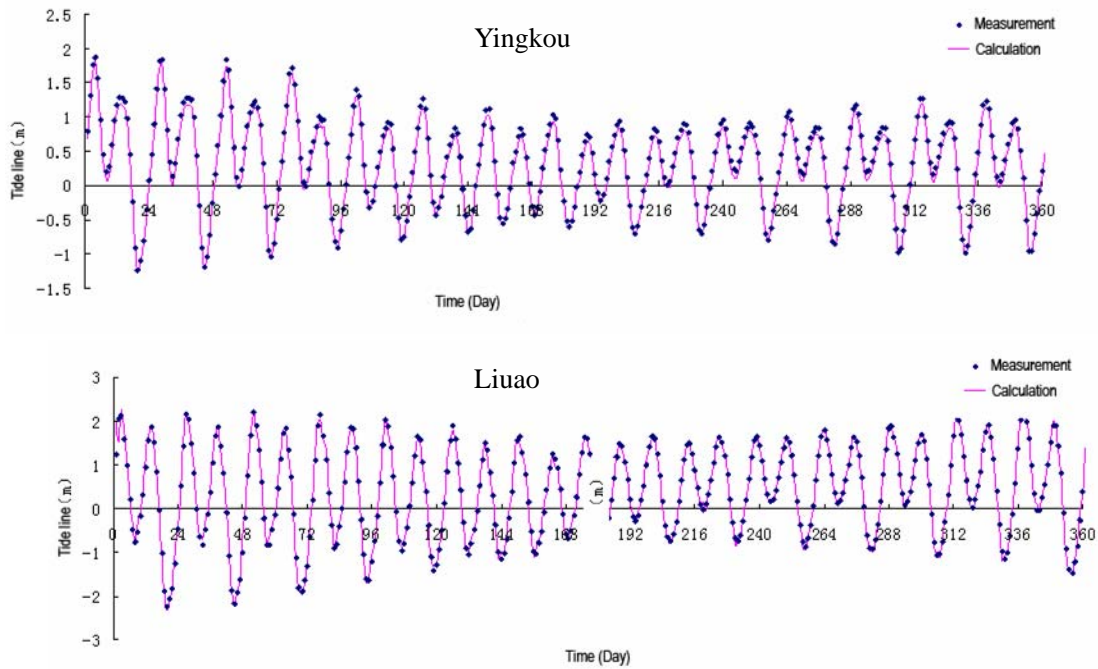 Yingkou
Measurement
Calculation
Tide line (m)
2.5
2
1.5
1
0.5
0
-0.5
-1
-1.5
0 24 48 72 96 120 144 168 192 216 240 264 288 312 336 360
Time (Day)
Liuao
Measurement
Calculation
Tide line (m)
3
2
1
0
-1
-2
-3
(m)
0 24 48 72 96 120 144 168 192 216 240 264 288 312 336 360
Time (Day)